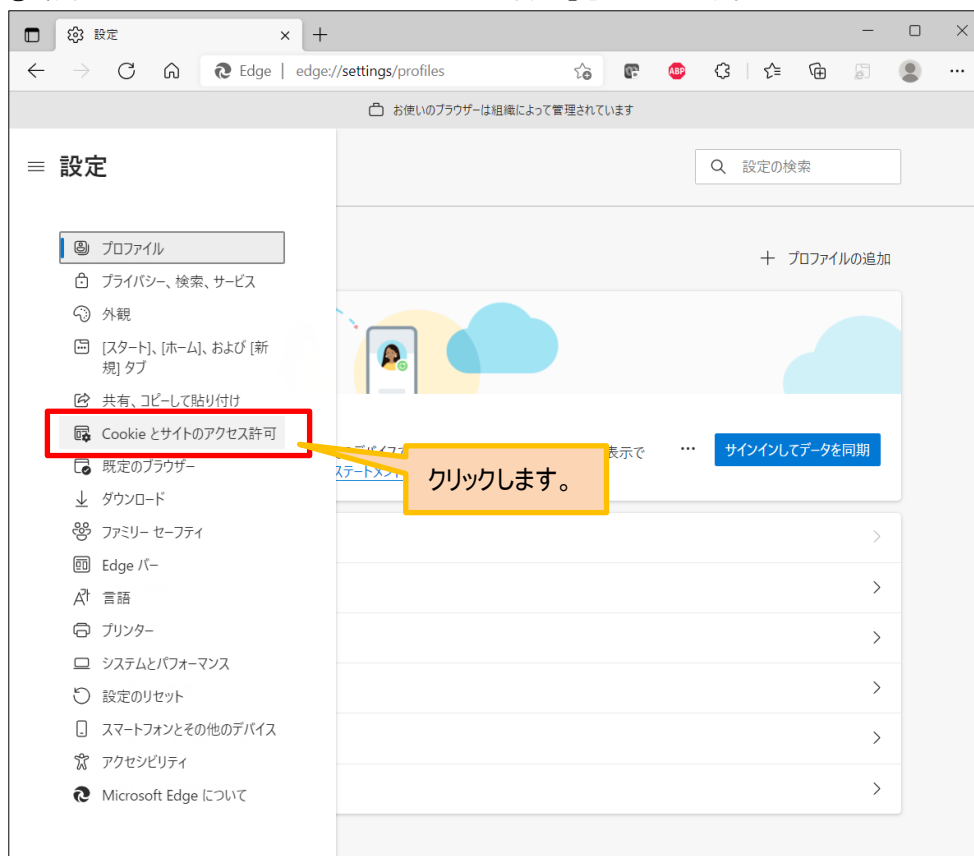 設定
Edge | edge://settings/profiles
ABP
お使いのブラウザーは組織によって管理されています
設定
設定の検索
プロファイル
プロファイルの追加
プライバシー、検索、サービス
外観
[スタート]、[ホーム]、および [新
規] タブ
共有、コピーして貼り付け
Cookie とサイトのアクセス許可
表示で
サインインしてデータを同期
既定のブラウザー
クリックします。
ダウンロード
ファミリー セーフティ
Edge バー
言語
プリンター
システムとパフォーマンス
設定のリセット
スマートフォンとその他のデバイス
アクセシビリティ
Microsoft Edge について